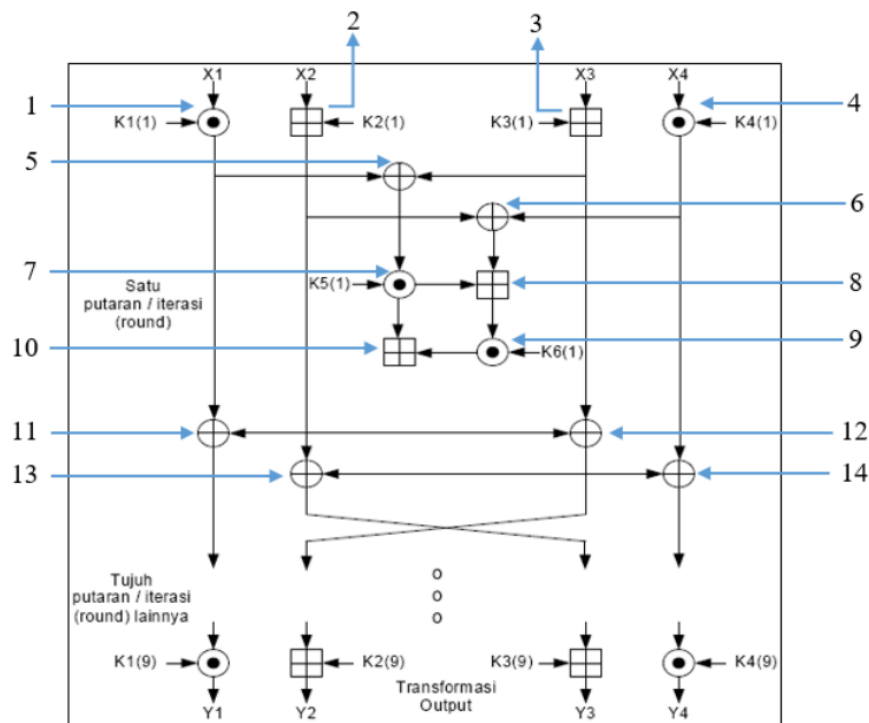 2
3
X1
X2
X3
X4
1
4
K1(1)
K2(1)
K3(1)
K4(1)
5
6
7
K5(1)
8
Satu
putaran / iterasi
(round)
10
9
K6(1)
11
12
13
14
Tujuh
putaran / iterasi
(round) lainnya
o
o
o
K1(9)
K2(9)
K3(9)
K4(9)
Transformasi
Output
Y1
Y2
Y3
Y4